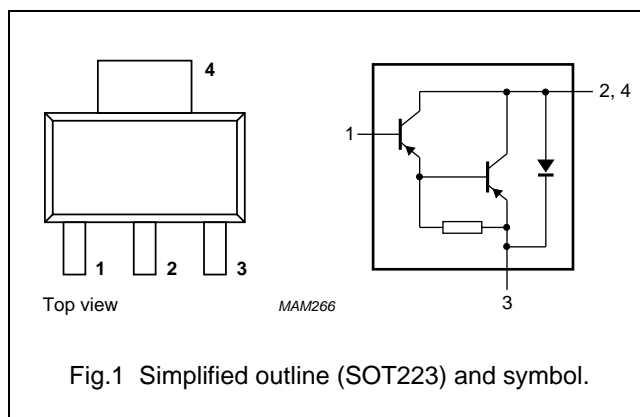 4
1
2
3
Top view
MAM266
1
2, 4
3
Fig.1 Simplified outline (SOT223) and symbol.